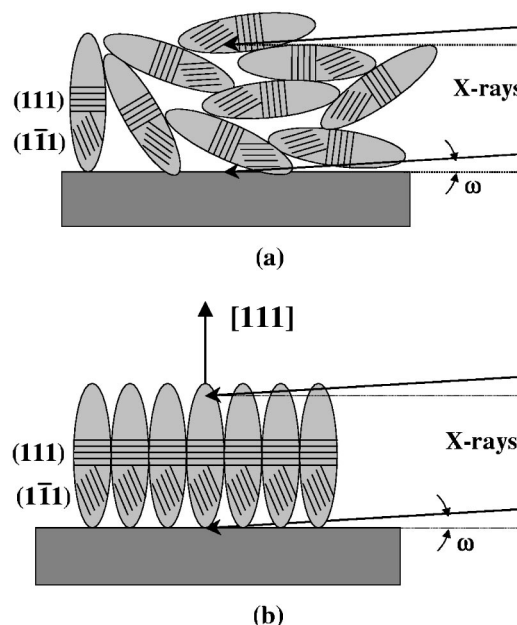 (111)
X-rays
(11̅1)
ω
(a)
[111]
(111)
X-rays
(11̅1)
ω
(b)